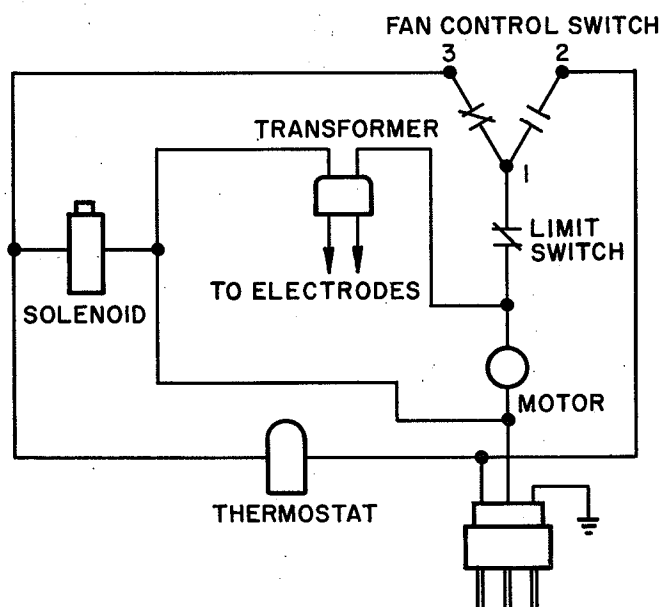 FAN CONTROL SWITCH
3 2
TRANSFORMER
1
LIMIT
SWITCH
TO ELECTRODES
SOLENOID
MOTOR
THERMOSTAT